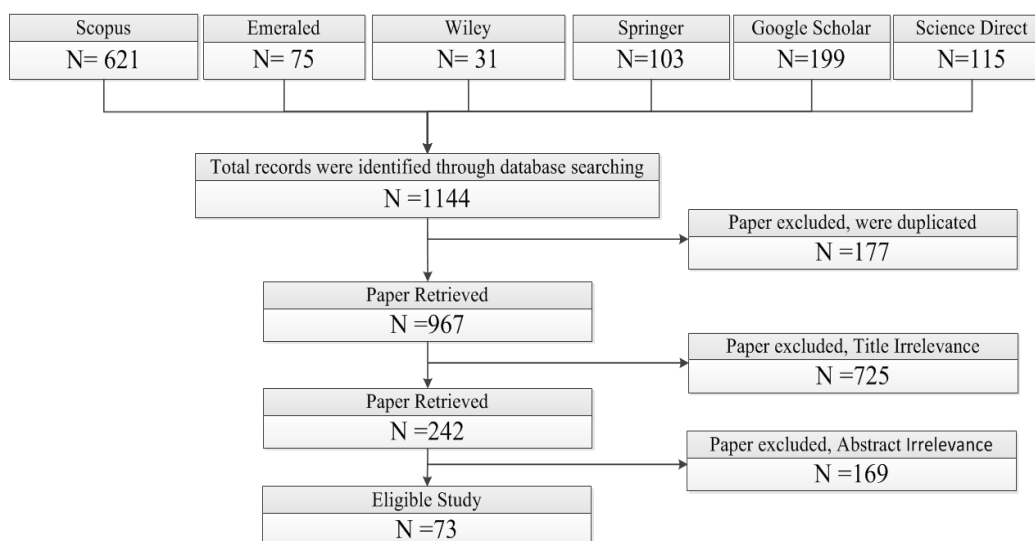 Scopus
N= 621
Emeraled
N= 75
Wiley
N= 31
Springer
N=103
Google Scholar
N=199
Science Direct
N=115
Total records were identified through database searching
N =1144
Paper excluded, were duplicated
N =177
Paper Retrieved
N =967
Paper excluded, Title Irrelevance
N =725
Paper Retrieved
N =242
Paper excluded, Abstract Irrelevance
N =169
Eligible Study
N =73